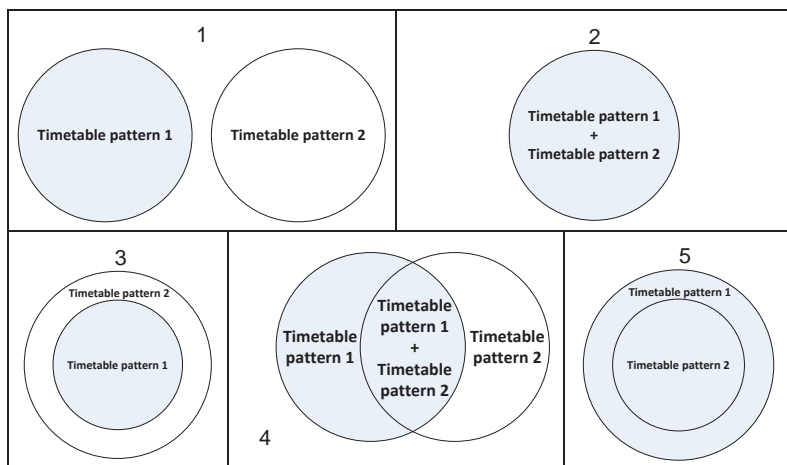 1
Timetable pattern 1
Timetable pattern 2
2
Timetable pattern 1
+
Timetable pattern 2
3
Timetable pattern 2
Timetable pattern 1
4
Timetable
pattern 1
Timetable
pattern 1
+
Timetable
pattern 2
Timetable
pattern 2
5
Timetable pattern 1
Timetable pattern 2